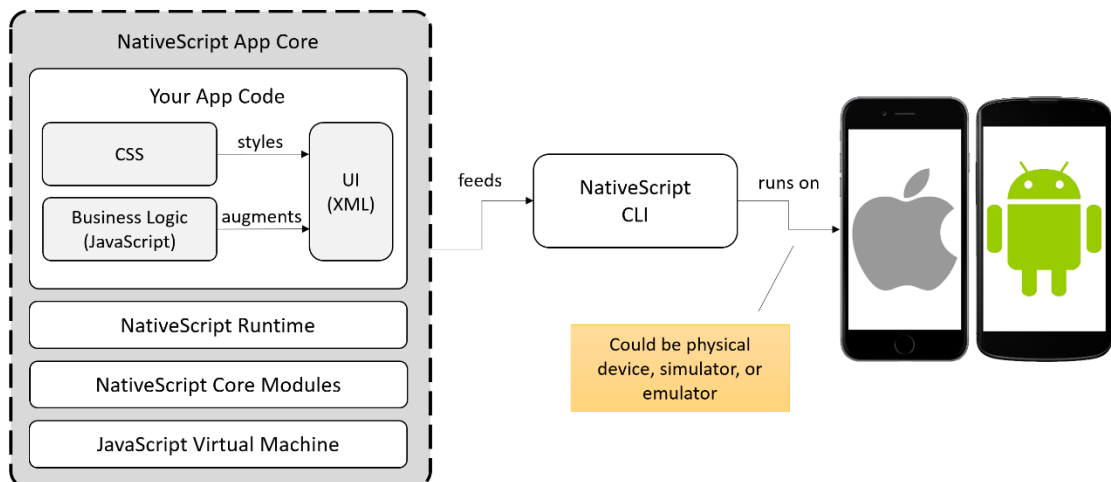 NativeScript App Core
Your App Code
CSS
styles
UI
(XML)
Business Logic
(JavaScript)
augments
NativeScript Runtime
NativeScript Core Modules
JavaScript Virtual Machine
feeds
NativeScript
CLI
runs on
Could be physical
device, simulator, or
emulator